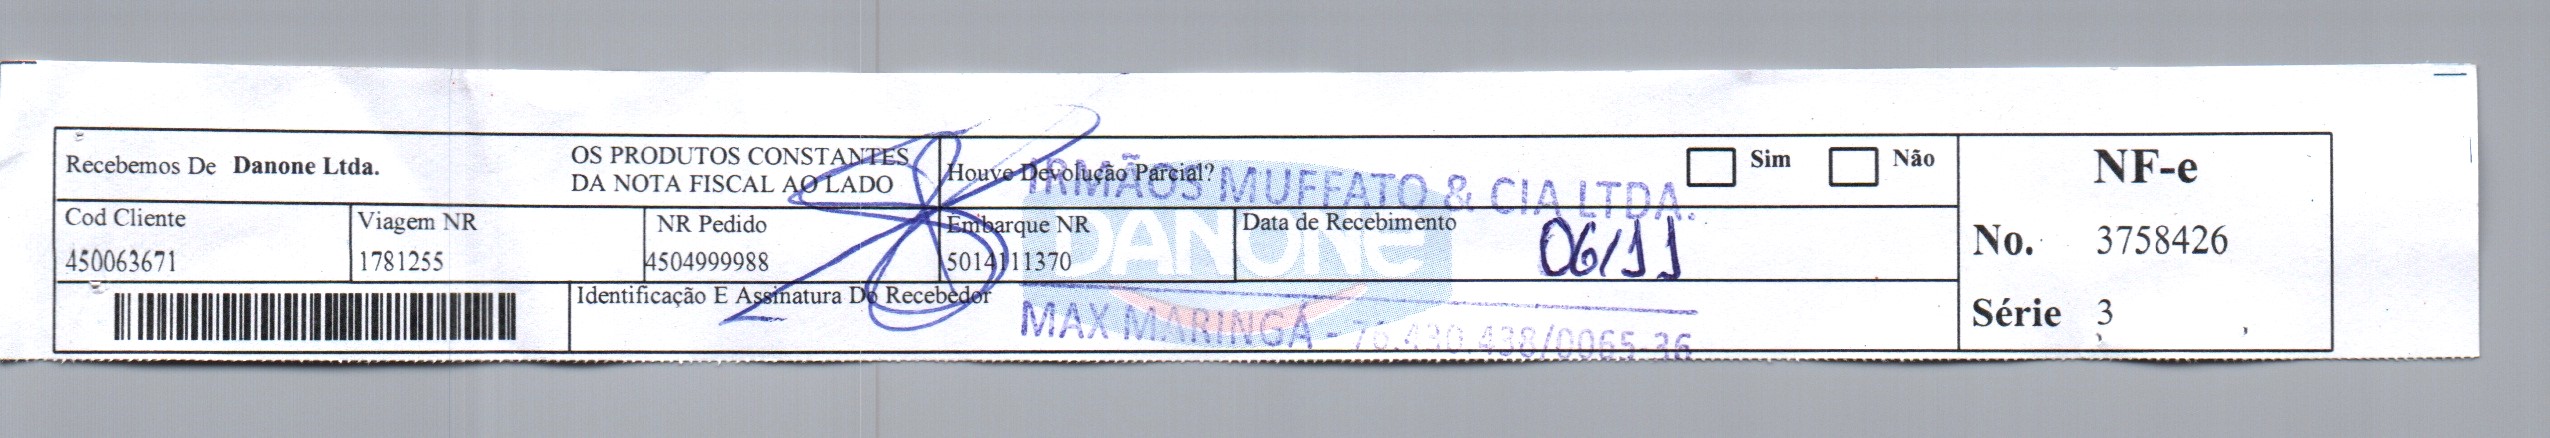 Recebemos De Danone Ltda.
OS PRODUTOS CONSTANTES
DA NOTA FISCAL AO LADO
Houve Devolução Parcial?
Sim
Não
IRMÃOS MUFFATO & CIA LTDA.
NF-e
Cod Cliente
450063671
Viagem NR
1781255
NR Pedido
4504999988
Embarque NR
5014111370
DANONE
Data de Recebimento
06/11
No. 3758426
Identificação E Assinatura Do Recebedor
MAX MARINGÁ - 76.430.438/0065-36
Série 3